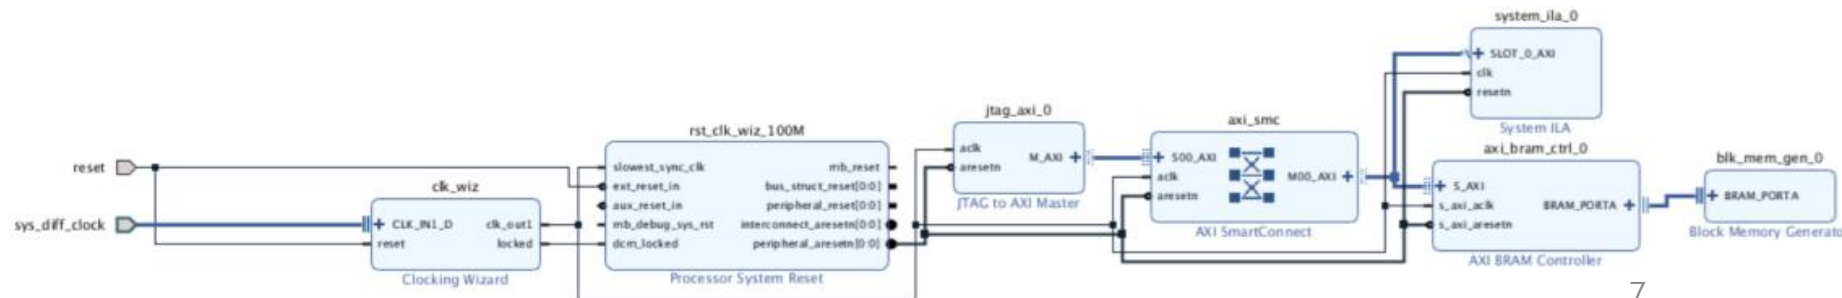 reset
sys_diff_clock
clk_wiz
CLK_IN1_D
reset
clk_out1
locked
Clocking Wizard
rst_clk_wiz_100M
slowest_sync_clk
ext_reset_in
aux_reset_in
mb_debug_sys_rst
dcm_locked
mb_reset
bus_struct_reset[0:0]
peripheral_reset[0:0]
interconnect_aresetn[0:0]
peripheral_aresetn[0:0]
Processor System Reset
jtag_axi_0
aclk
aresetn
M_AXI
JTAG to AXI Master
axi_smc
S00_AXI
aclk
aresetn
M00_AXI
AXI SmartConnect
system_ila_0
SLOT_0_AXI
clk
resetn
System ILA
axi_bram_ctrl_0
S_AXI
s_axi_aclk
s_axi_aresetn
BRAM_PORTA
AXI BRAM Controller
blk_mem_gen_0
BRAM_PORTA
Block Memory Generato
7